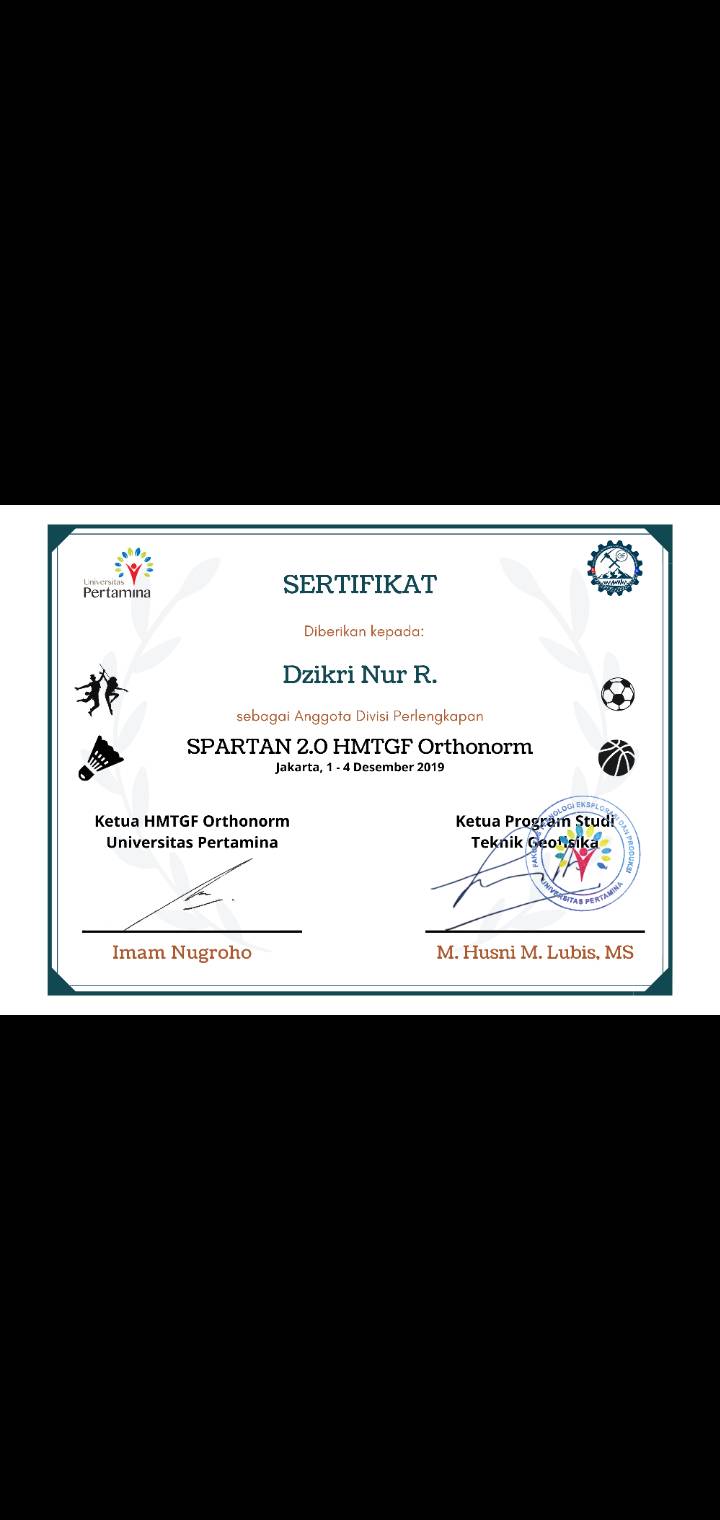 Universitas
Pertamina
SERTIFIKAT
Diberikan kepada:
Dzikri Nur R.
sebagai Anggota Divisi Perlengkapan
SPARTAN 2.0 HMTGF Orthonorm
Jakarta, 1 - 4 Desember 2019
Ketua HMTGF Orthonorm
Universitas Pertamina
Imam Nugroho
Ketua Program Studi
Teknik Geofisika
FAKULTAS TEKNOLOGI EKSPLORASI DAN PRODUKSI
UNIVERSITAS PERTAMINA
M. Husni M. Lubis, MS